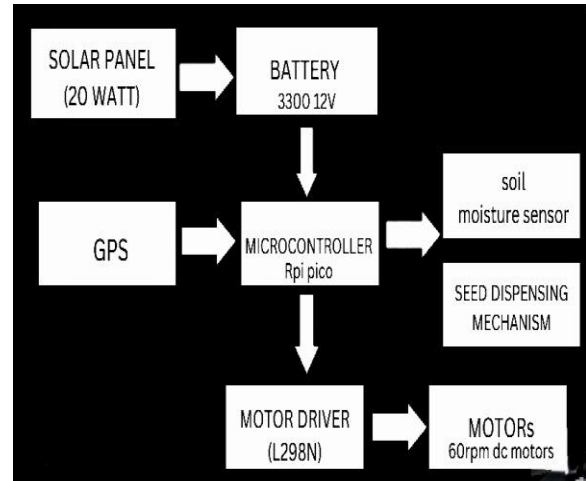 SOLAR PANEL
(20 WATT)
BATTERY
3300 12V
GPS
MICROCONTROLLER
Rpi pico
soil
moisture sensor
SEED DISPENSING
MECHANISM
MOTOR DRIVER
(L298N)
MOTORs
60rpm dc motors